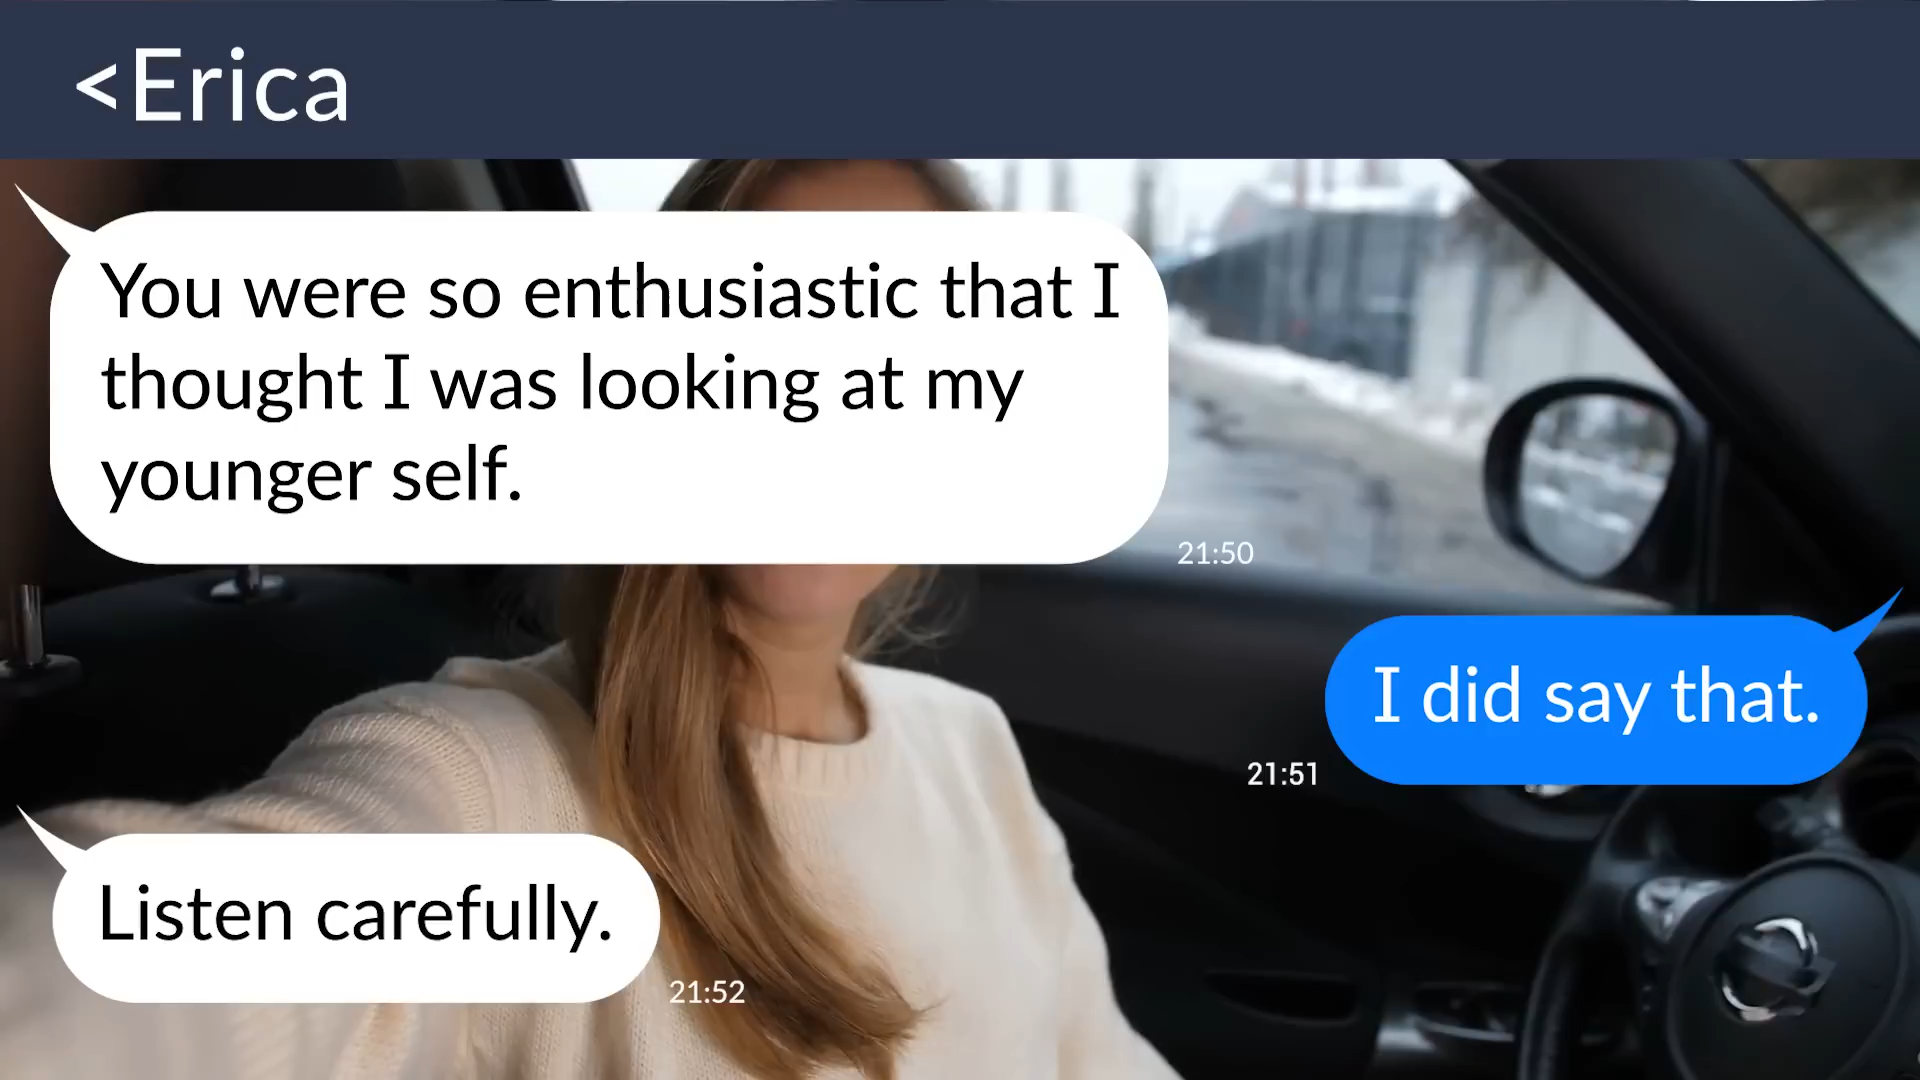 <Erica
You were so enthusiastic that I
thought I was looking at my
younger self.
21:50
I did say that.
21:51
Listen carefully.
21:52